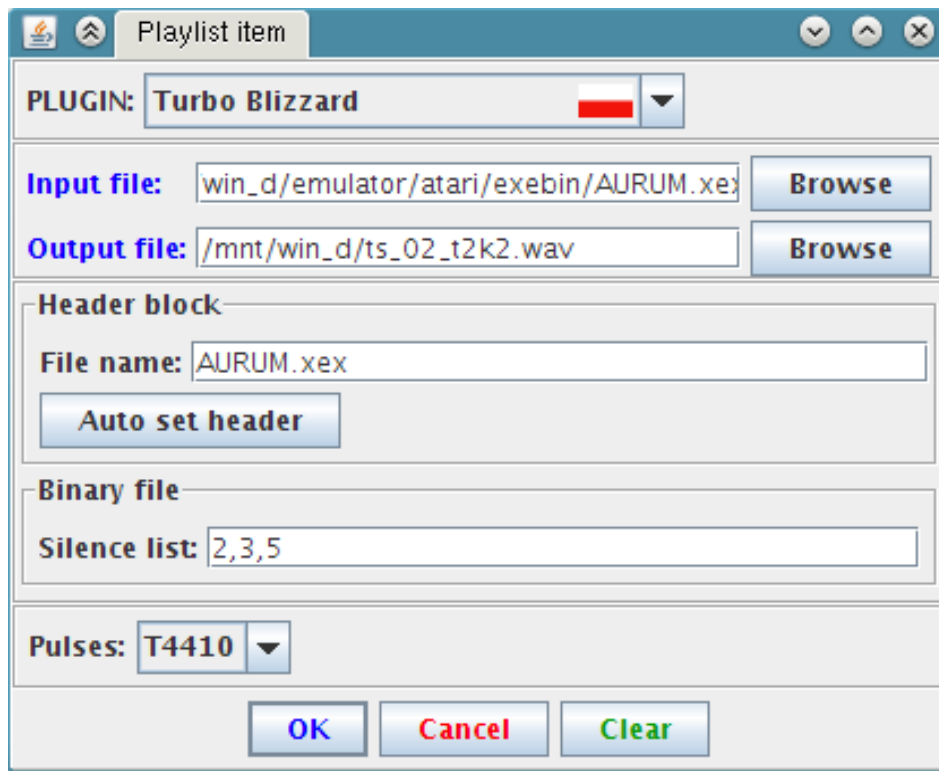 Playlist item
PLUGIN: Turbo Blizzard
Input file: win_d/emulator/atari/exebin/AURUM.xex Browse
Output file: /mnt/win_d/ts_02_t2k2.wav Browse
Header block
File name: AURUM.xex
Auto set header
Binary file
Silence list: 2,3,5
Pulses: T4410
OK Cancel Clear